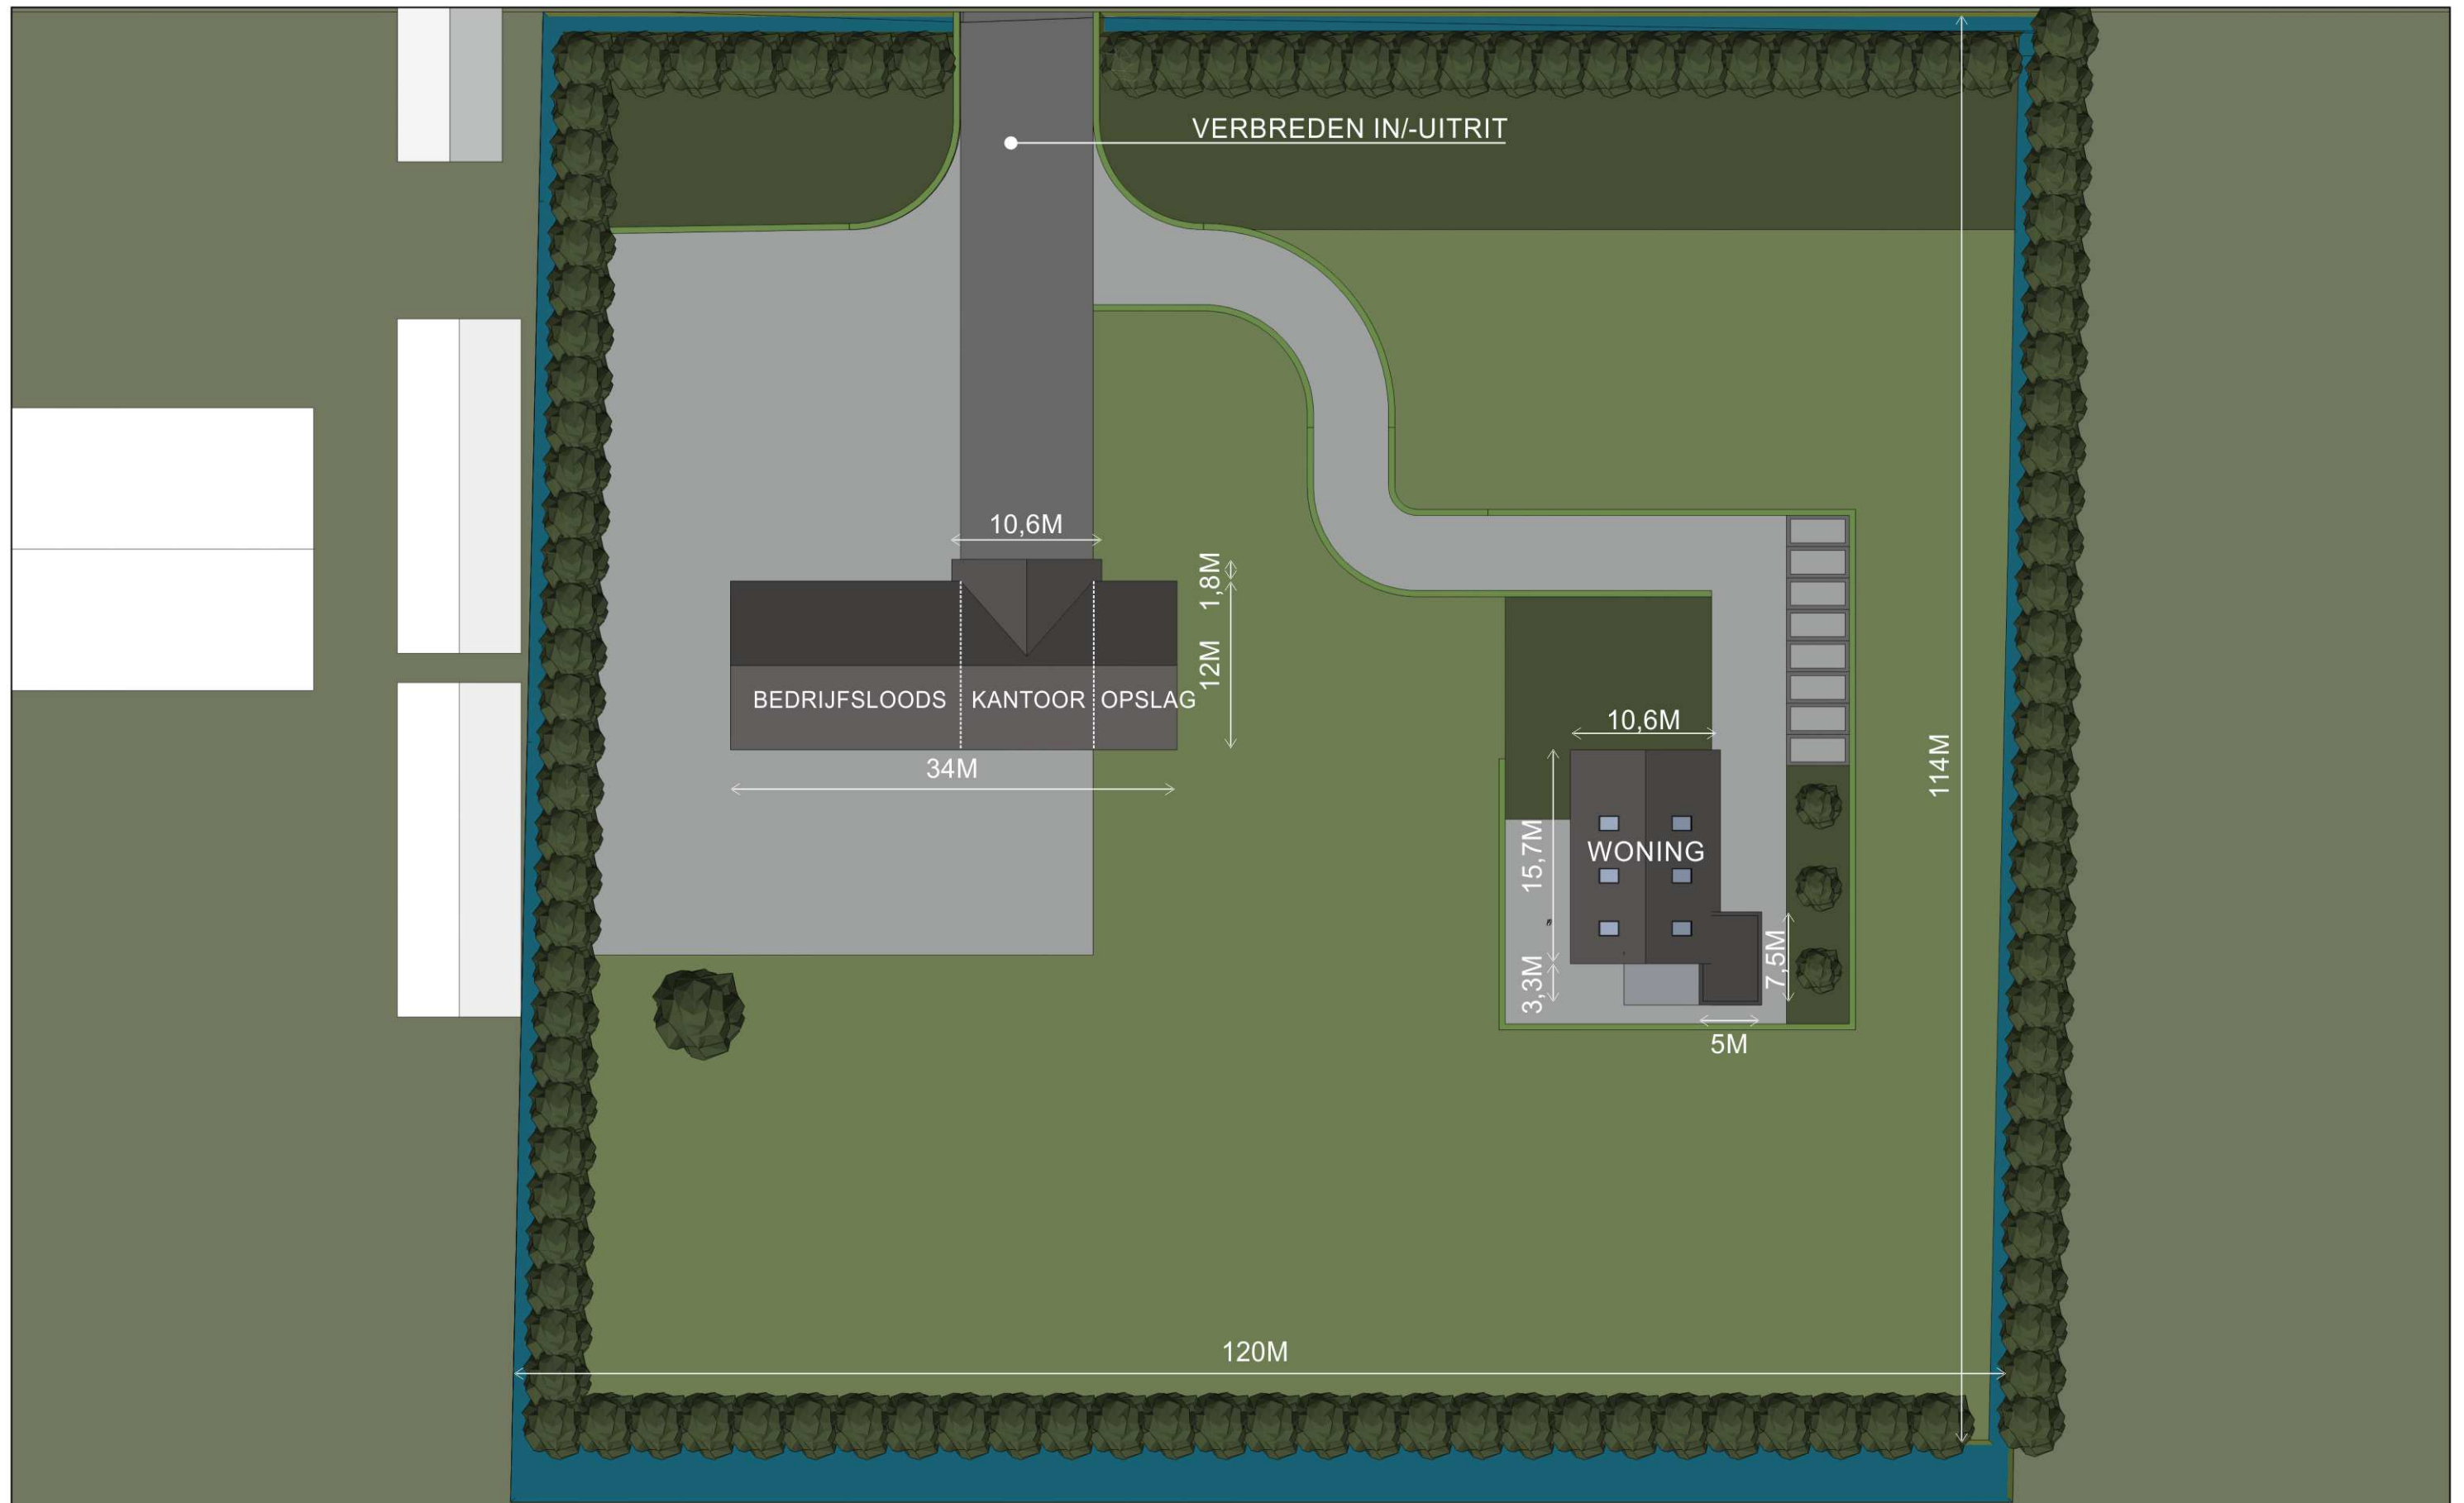 VERBREDEN IN/-UITRIT
10,6M
1,8M
12M
BEDRIJFSLOODS
KANTOOR
OPSLAG
34M
10,6M
15,7M
WONING
3,3M
7,5M
5M
114M
120M